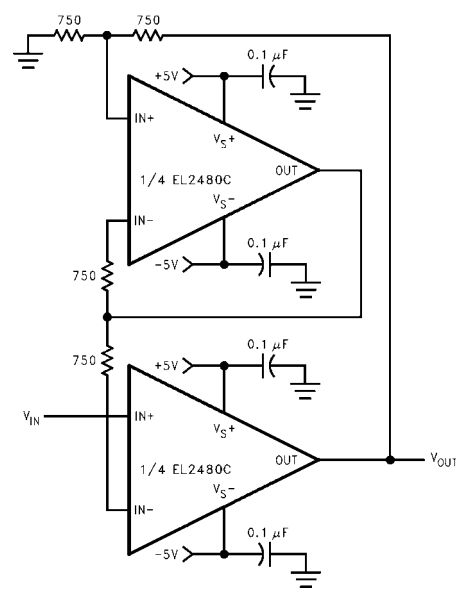 750 750
0.1 μF
+5V
IN+
VS+
OUT
1/4 EL2480C
VS−
IN−
0.1 μF
−5V
750
750
0.1 μF
+5V
VIN
IN+
VS+
OUT
VOUT
1/4 EL2480C
VS−
IN−
0.1 μF
−5V